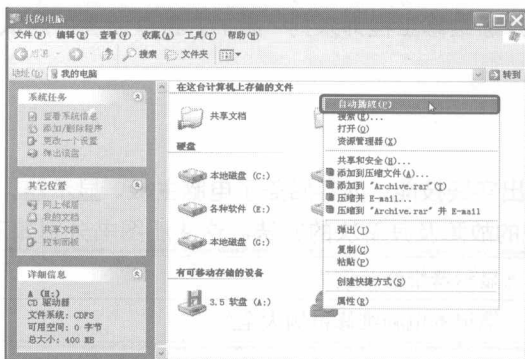 我的电脑
文件(F) 编辑(E) 查看(V) 收藏(A) 工具(T) 帮助(H)
后退 搜索 文件夹
地址(D) 我的电脑 转到
系统任务
查看系统信息
添加/删除程序
更改一个设置
弹出该盘
其它位置
网上邻居
我的文档
共享文档
控制面板
详细信息
A (H:)
CD 驱动器
文件系统: CDFS
可用空间: 0 字节
总大小: 400 MB
在这台计算机上存储的文件
共享文档
硬盘
本地磁盘 (C:)
各种软件 (E:)
本地磁盘 (G:)
有可移动存储的设备
3.5 软盘 (A:)
自动播放(P)
搜索(E)...
打开(O)
资源管理器(X)
共享和安全(H)...
添加到压缩文件(A)...
添加到 "Archive.rar"(T)
压缩并 E-mail...
压缩到 "Archive.rar" 并 E-mail
弹出(J)
复制(C)
粘贴(P)
创建快捷方式(S)
属性(R)